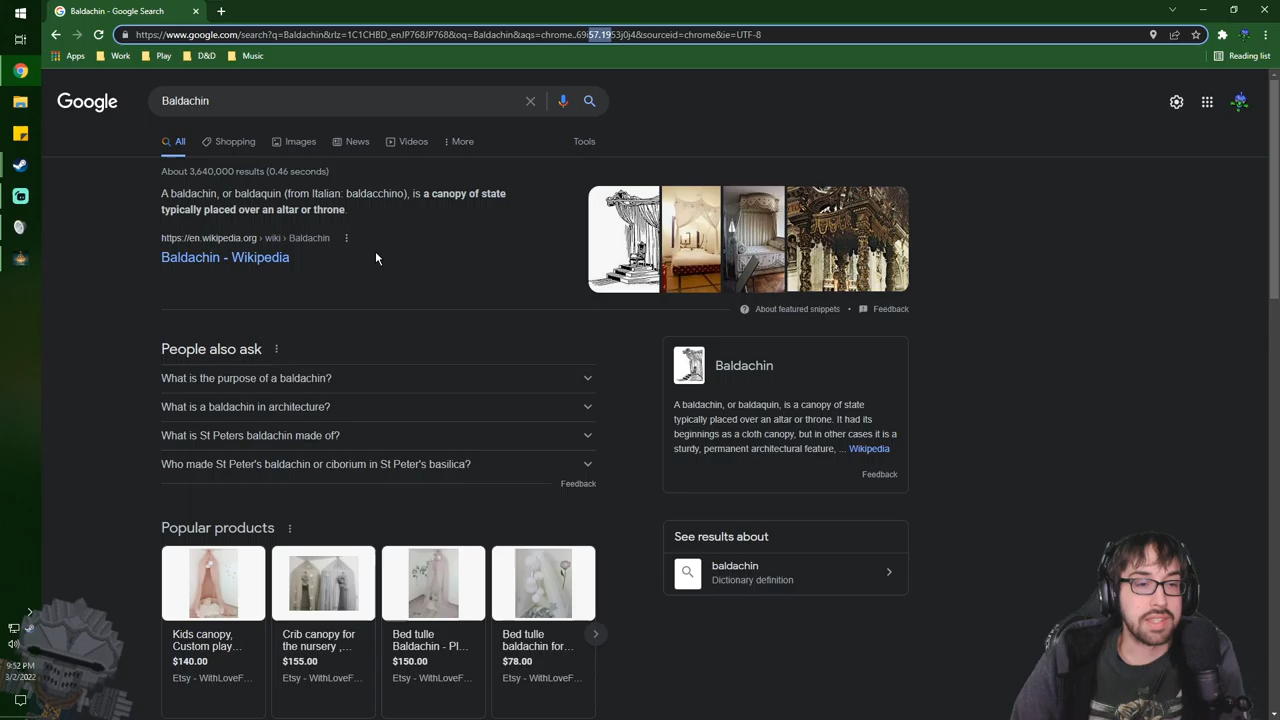 Baldachin - Google Search
https://www.google.com/search?q=Baldachin&rlz=1C1CHBD_enJP768JP768&oq=Baldachin&aqs=chrome..69i57.1953j0j4&sourceid=chrome&ie=UTF-8
Apps Work Play D&D Music Reading list
Google
Baldachin
All Shopping Images News Videos More Tools
About 3,640,000 results (0.46 seconds)
A baldachin, or baldaquin (from Italian: baldacchino), is a canopy of state
typically placed over an altar or throne.
https://en.wikipedia.org › wiki › Baldachin
Baldachin - Wikipedia
About featured snippets • Feedback
People also ask
What is the purpose of a baldachin?
What is a baldachin in architecture?
What is St Peters baldachin made of?
Who made St Peter's baldachin or ciborium in St Peter's basilica?
Feedback
Baldachin
A baldachin, or baldaquin, is a canopy of state
typically placed over an altar or throne. It had its
beginnings as a cloth canopy, but in other cases it is a
sturdy, permanent architectural feature, ... Wikipedia
Feedback
See results about
baldachin
Dictionary definition
Popular products
Kids canopy,
Custom play...
$140.00
Etsy - WithLoveF...
Crib canopy for
the nursery ,...
$155.00
Etsy - WithLoveF...
Bed tulle
Baldachin - Pl...
$150.00
Etsy - WithLoveF...
Bed tulle
baldachin for...
$78.00
Etsy - WithLoveF...
9:52 PM
3/2/2022